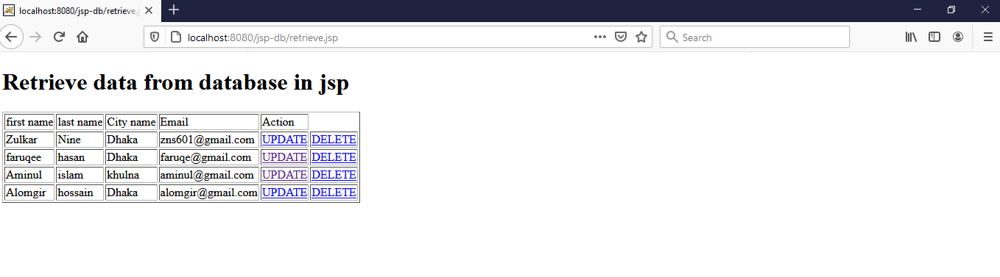 localhost:8080/jsp-db/retrieve.j
localhost:8080/jsp-db/retrieve.jsp
Search
Retrieve data from database in jsp
first name last name City name Email Action
Zulkar Nine Dhaka zns601@gmail.com UPDATE DELETE
faruqee hasan Dhaka faruqe@gmail.com UPDATE DELETE
Aminul islam khulna aminul@gmail.com UPDATE DELETE
Alomgir hossain Dhaka alomgir@gmail.com UPDATE DELETE